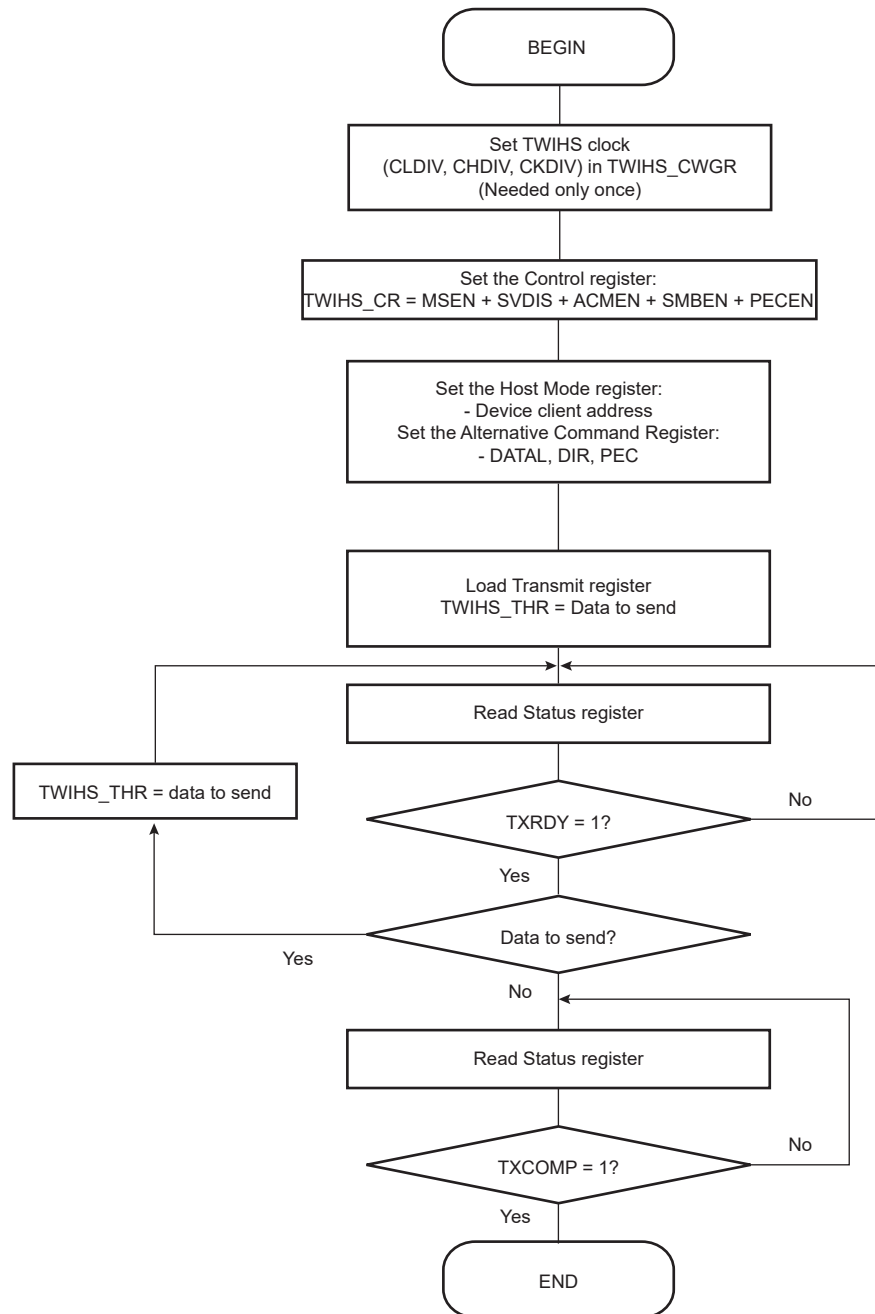 BEGIN
Set TWIHS clock
(CLDIV, CHDIV, CKDIV) in TWIHS_CWGR
(Needed only once)
Set the Control register:
TWIHS_CR = MSEN + SVDIS + ACMEN + SMBEN + PECEN
Set the Host Mode register:
- Device client address
Set the Alternative Command Register:
- DATAL, DIR, PEC
Load Transmit register
TWIHS_THR = Data to send
Read Status register
TWIHS_THR = data to send
TXRDY = 1?
No
Yes
Data to send?
Yes
No
Read Status register
TXCOMP = 1?
No
Yes
END